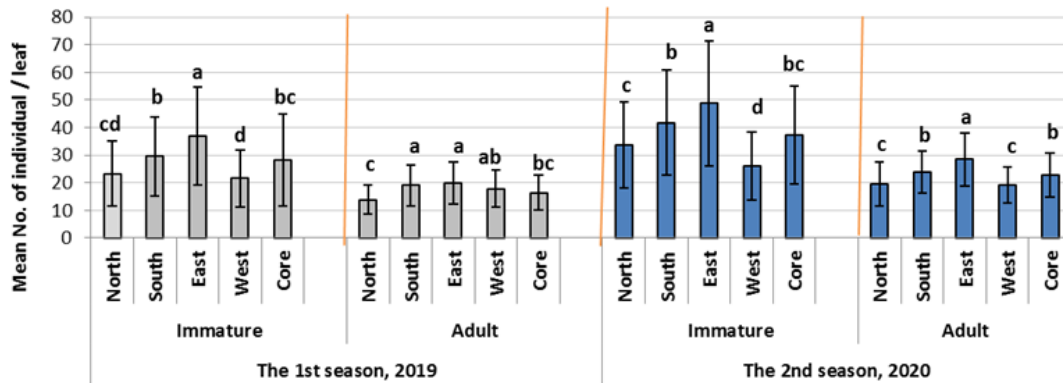 Mean No. of individual / leaf
80
70
60
50
40
30
20
10
0
cd b a d bc
c a a ab bc
c b a d bc
c b a c b
North South East West Core
North South East West Core
North South East West Core
North South East West Core
Immature Adult Immature Adult
The 1st season, 2019 The 2nd season, 2020